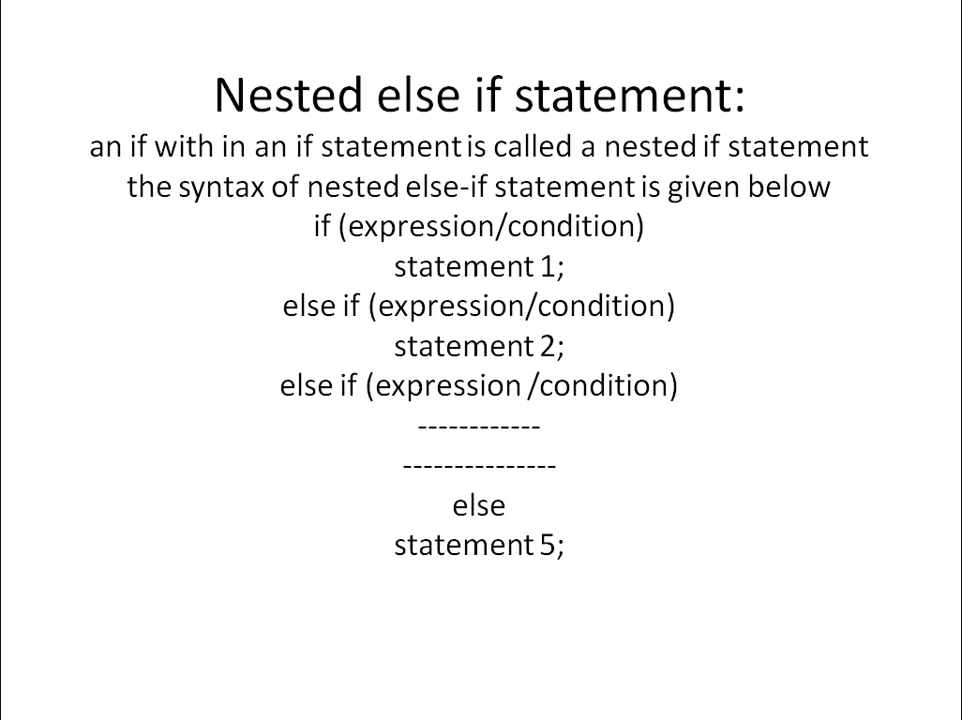 Nested else if statement:
an if with in an if statement is called a nested if statement
the syntax of nested else-if statement is given below
if (expression/condition)
statement 1;
else if (expression/condition)
statement 2;
else if (expression /condition)
------------
---------------
else
statement 5;